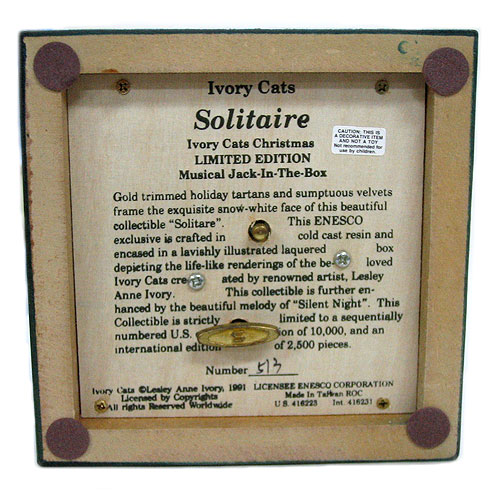 Ivory Cats
Solitaire
Ivory Cats Christmas
LIMITED EDITION
Musical Jack-In-The-Box
CAUTION: THIS IS
A DECORATIVE ITEM
AND NOT A TOY
Not recommended for
use by children.
Gold trimmed holiday tartans and sumptuous velvets
frame the exquisite snow-white face of this beautiful
collectible "Solitare". This ENESCO
exclusive is crafted in cold cast resin and
encased in a lavishly illustrated laquered box
depicting the life-like renderings of the be- loved
Ivory Cats cre ated by renowned artist, Lesley
Anne Ivory. This collectible is further en-
hanced by the beautiful melody of "Silent Night". This
Collectible is strictly limited to a sequentially
numbered U.S. ion of 10,000, and an
international edition of 2,500 pieces.
Number 513
Ivory Cats ©Lesley Anne Ivory, 1991 LICENSEE ENESCO CORPORATION
Licensed by Copyrights Made In Taiwan ROC
All rights Reserved Worldwide U.S. 416223 Int. 416231